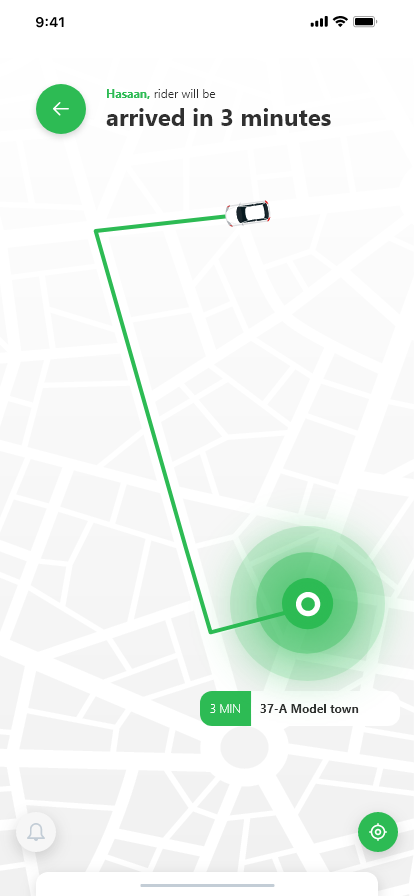 9:41
Hasaan, rider will be
arrived in 3 minutes
3 MIN 37-A Model town